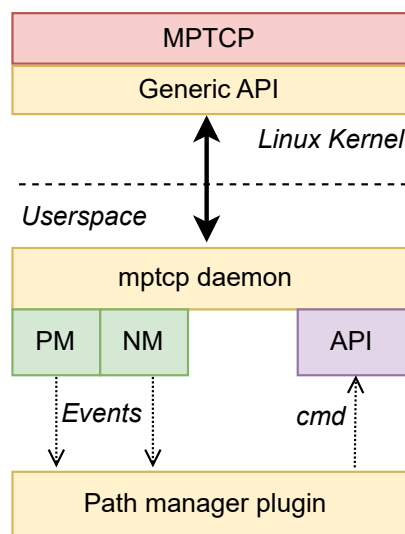 MPTCP
Generic API
Linux Kernel
Userspace
mptcp daemon
PM NM API
Events cmd
Path manager plugin